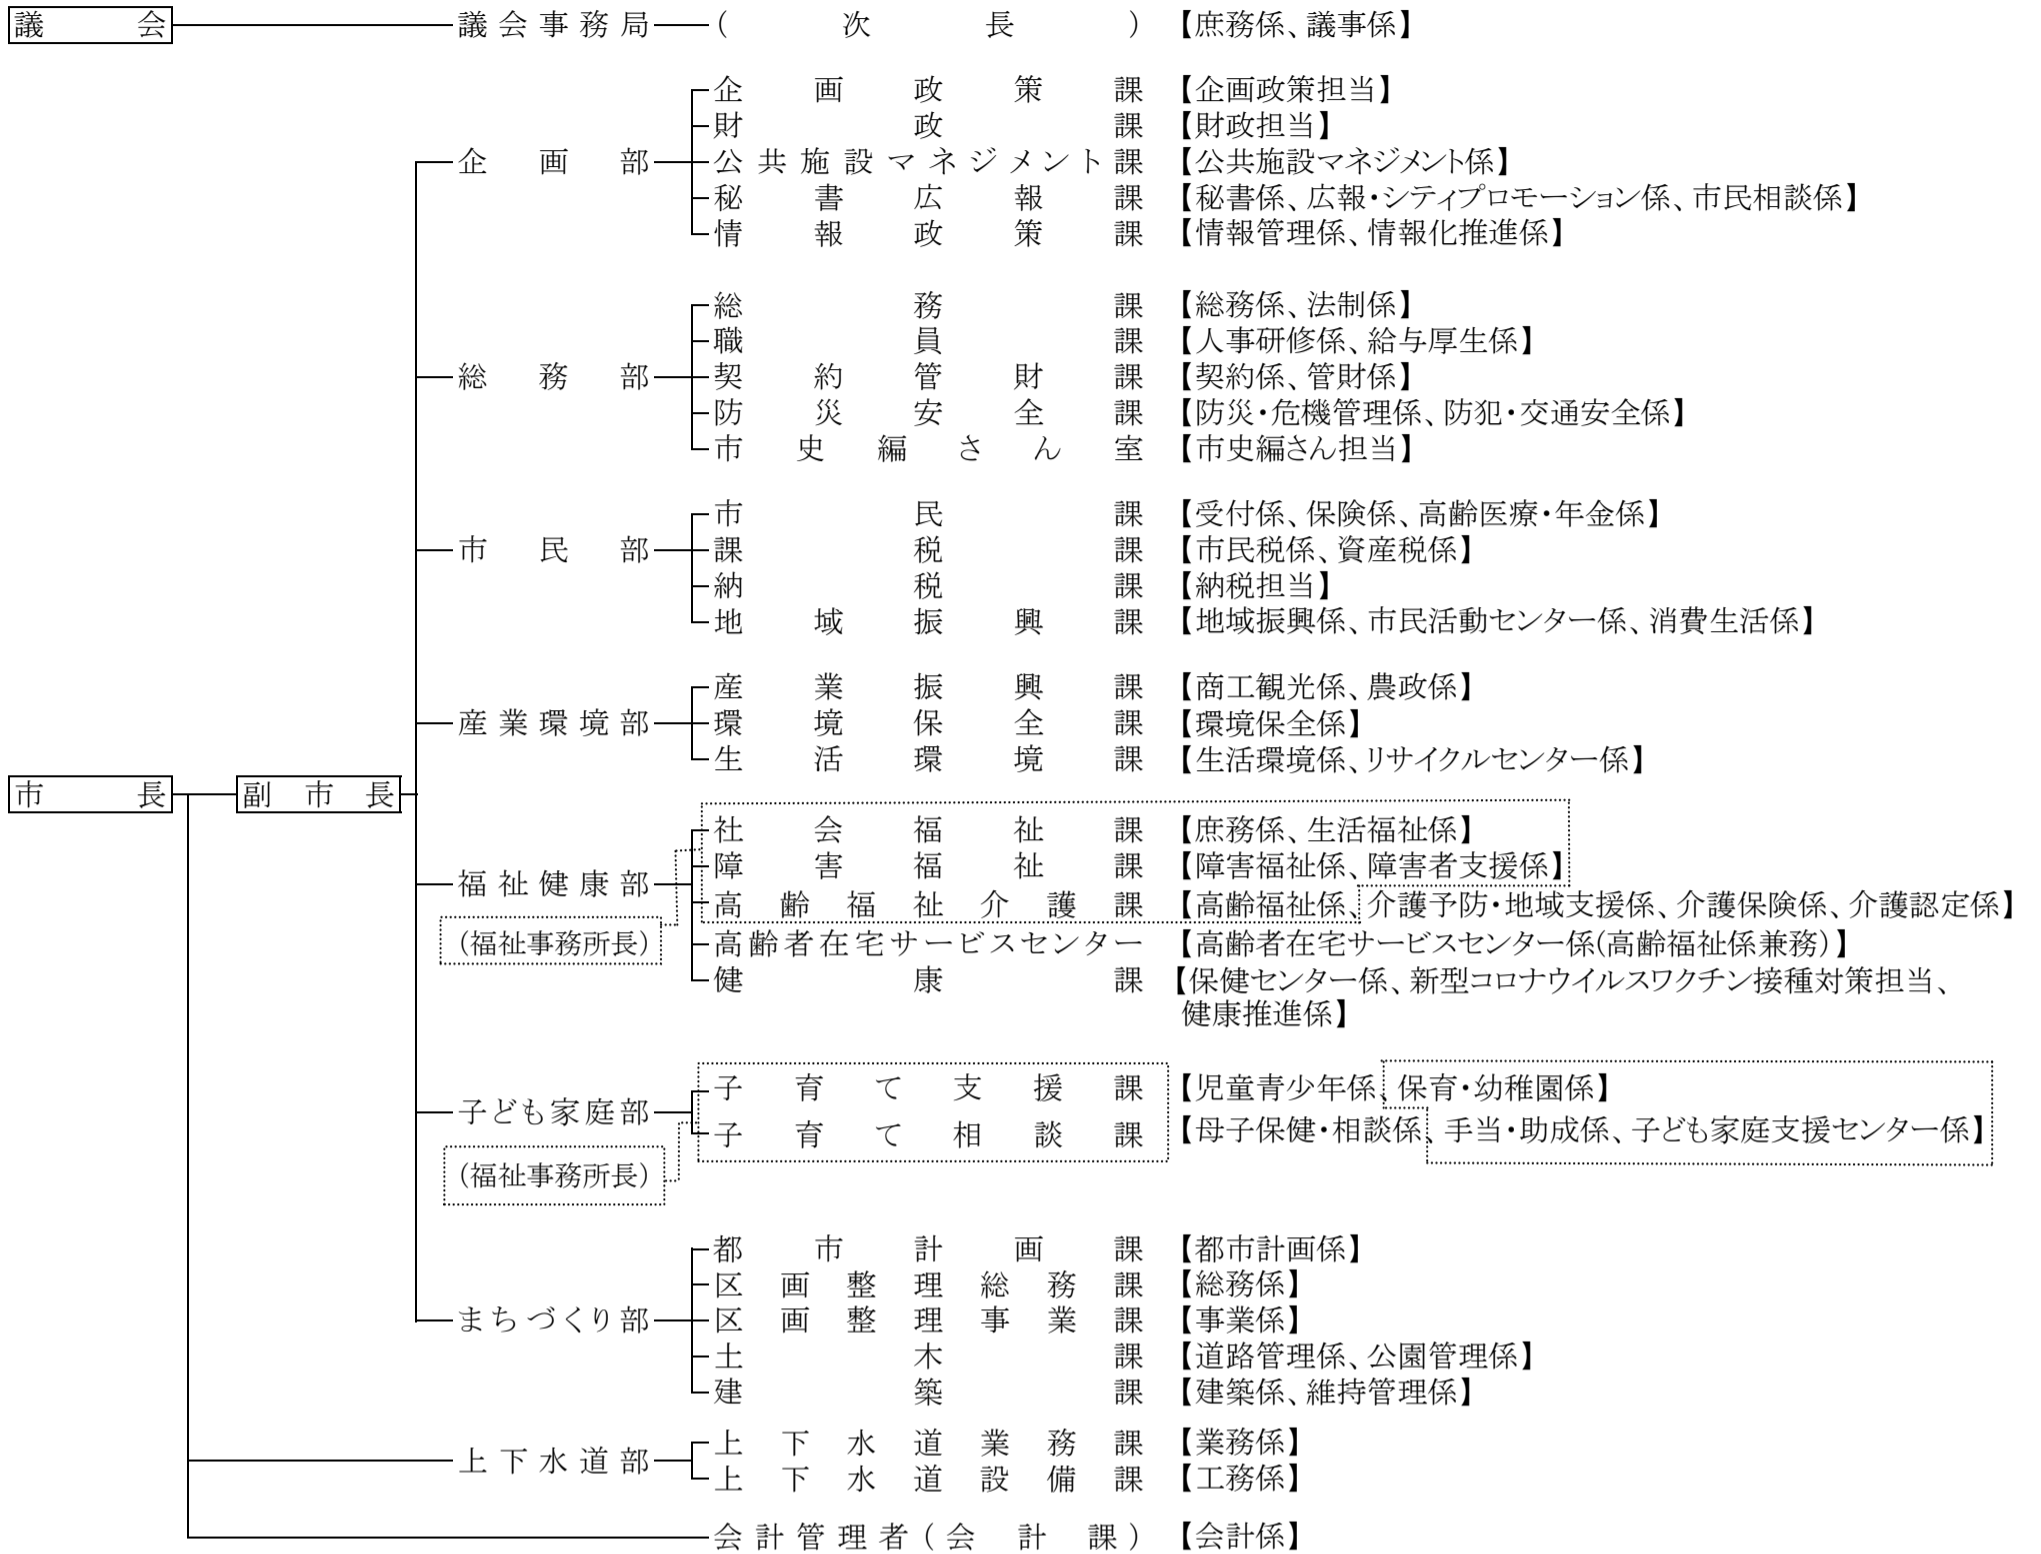 議会 議会事務局 (次長) 【庶務係、議事係】
企画政策課 【企画政策担当】
財政課 【財政担当】
企画部 公共施設マネジメント課 【公共施設マネジメント係】
秘書広報課 【秘書係、広報・シティプロモーション係、市民相談係】
情報政策課 【情報管理係、情報化推進係】
総務課 【総務係、法制係】
職員課 【人事研修係、給与厚生係】
総務部 契約管財課 【契約係、管財係】
防災安全課 【防災・危機管理係、防犯・交通安全係】
市史編さん室 【市史編さん担当】
市民課 【受付係、保険係、高齢医療・年金係】
市民部 課税課 【市民税係、資産税係】
納税課 【納税担当】
地域振興課 【地域振興係、市民活動センター係、消費生活係】
産業振興課 【商工観光係、農政係】
産業環境部 環境保全課 【環境保全係】
生活環境課 【生活環境係、リサイクルセンター係】
市長 副市長
社会福祉課 【庶務係、生活福祉係】
障害福祉課 【障害福祉係、障害者支援係】
福祉健康部
高齢福祉介護課 【高齢福祉係、介護予防・地域支援係、介護保険係、介護認定係】
(福祉事務所長) 高齢者在宅サービスセンター 【高齢者在宅サービスセンター係(高齢福祉係兼務)】
健康課 【保健センター係、新型コロナウイルスワクチン接種対策担当、
健康推進係】
子育て支援課 【児童青少年係、保育・幼稚園係】
子ども家庭部
子育て相談課 【母子保健・相談係、手当・助成係、子ども家庭支援センター係】
(福祉事務所長)
都市計画課 【都市計画係】
区画整理総務課 【総務係】
まちづくり部 区画整理事業課 【事業係】
土木課 【道路管理係、公園管理係】
建築課 【建築係、維持管理係】
上下水道業務課 【業務係】
上下水道部
上下水道設備課 【工務係】
会計管理者(会計課) 【会計係】